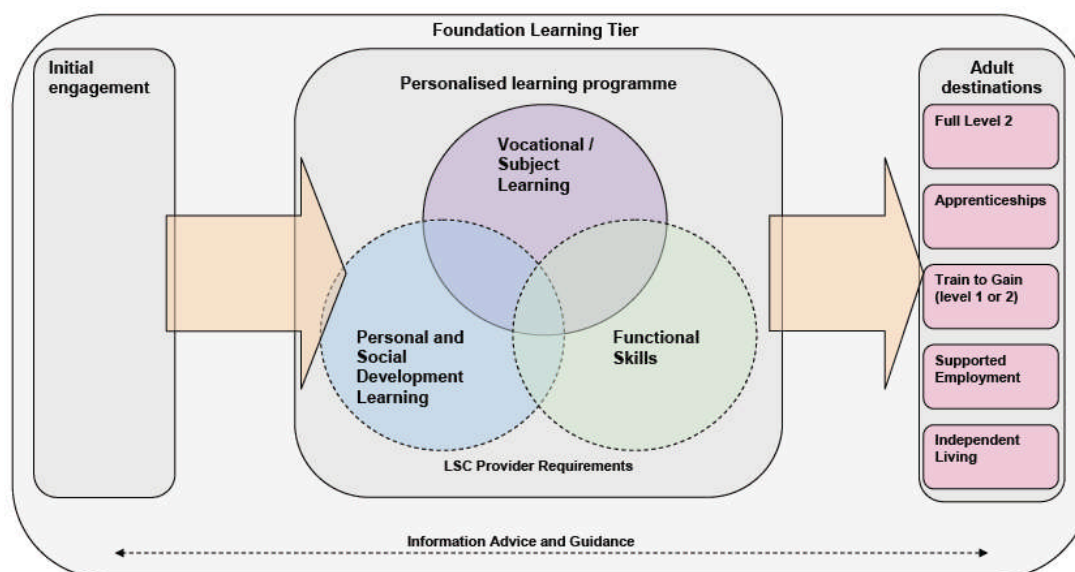 Foundation Learning Tier
Initial
engagement
Personalised learning programme
Vocational /
Subject
Learning
Personal and
Social
Development
Learning
Functional
Skills
LSC Provider Requirements
Adult
destinations
Full Level 2
Apprenticeships
Train to Gain
(level 1 or 2)
Supported
Employment
Independent
Living
Information Advice and Guidance